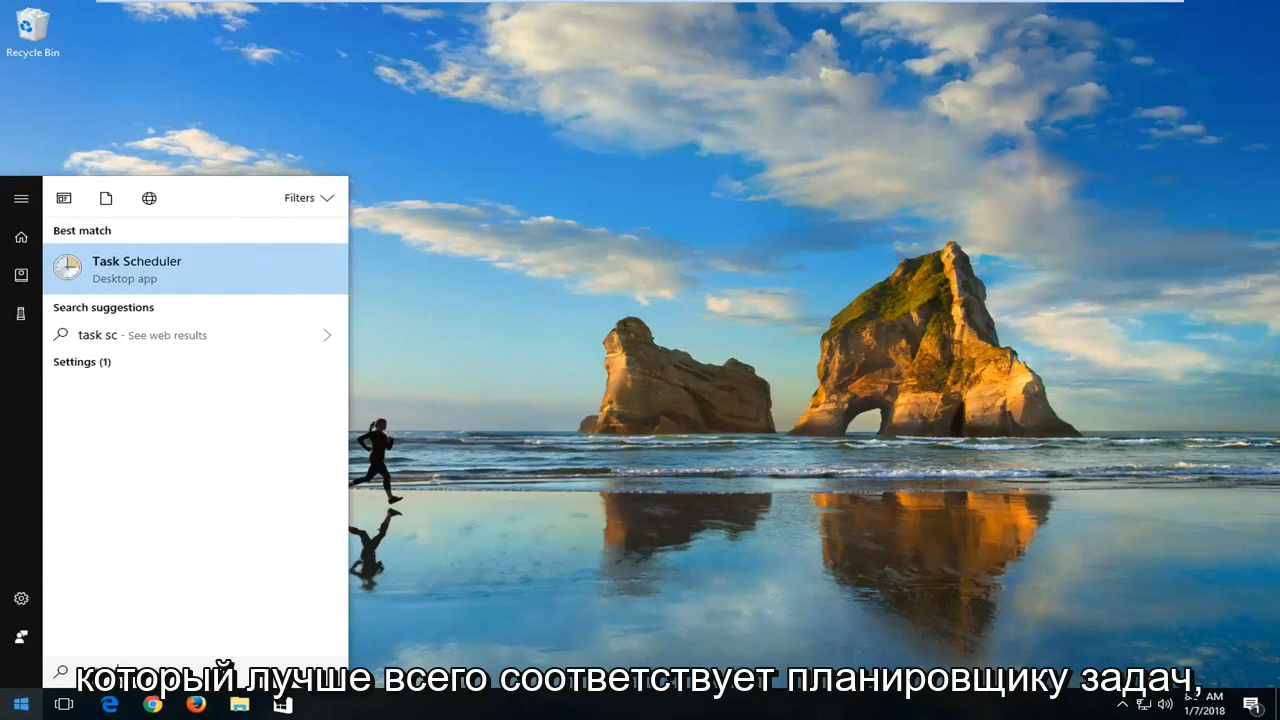 Recycle Bin
Filters
Best match
Task Scheduler
Desktop app
Search suggestions
task sc - See web results
Settings (1)
который лучше всего соответствует планировщику задач,
AM
1/7/2018
1